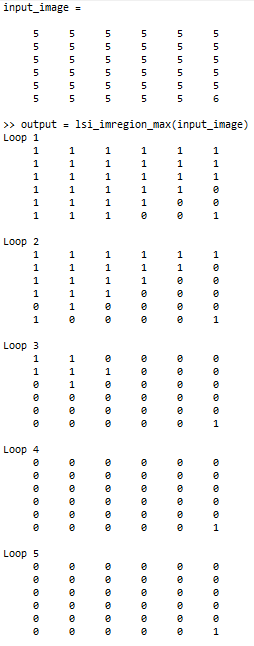 input_image =
5 5 5 5 5 5
5 5 5 5 5 5
5 5 5 5 5 5
5 5 5 5 5 5
5 5 5 5 5 5
5 5 5 5 5 6
>> output = lsi_imregion_max(input_image)
Loop 1
1 1 1 1 1 1
1 1 1 1 1 1
1 1 1 1 1 1
1 1 1 1 1 0
1 1 1 1 0 0
1 1 1 0 0 1
Loop 2
1 1 1 1 1 1
1 1 1 1 1 0
1 1 1 1 0 0
1 1 1 0 0 0
0 1 0 0 0 0
1 0 0 0 0 1
Loop 3
1 1 0 0 0 0
1 1 1 0 0 0
0 1 0 0 0 0
0 0 0 0 0 0
0 0 0 0 0 0
0 0 0 0 0 1
Loop 4
0 0 0 0 0 0
0 0 0 0 0 0
0 0 0 0 0 0
0 0 0 0 0 0
0 0 0 0 0 0
0 0 0 0 0 1
Loop 5
0 0 0 0 0 0
0 0 0 0 0 0
0 0 0 0 0 0
0 0 0 0 0 0
0 0 0 0 0 0
0 0 0 0 0 1